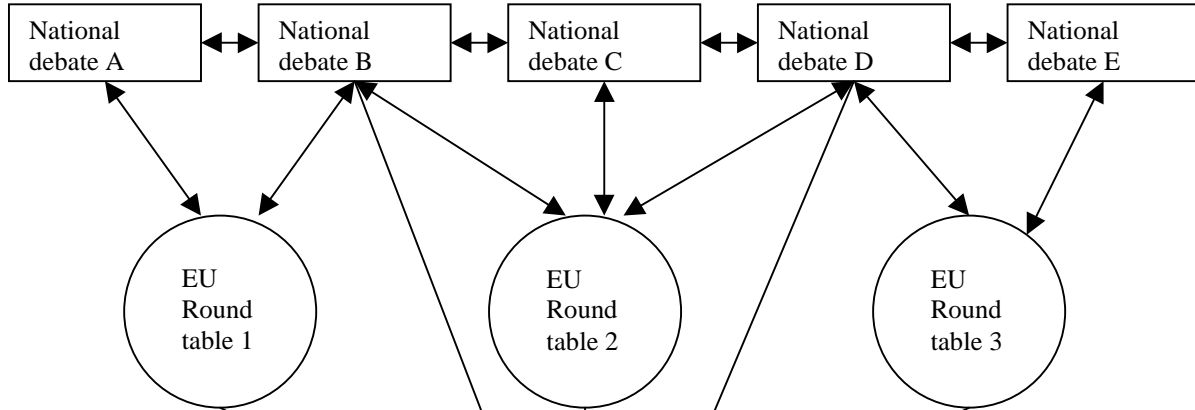 National
debate A
National
debate B
National
debate C
National
debate D
National
debate E
EU
Round
table 1
EU
Round
table 2
EU
Round
table 3